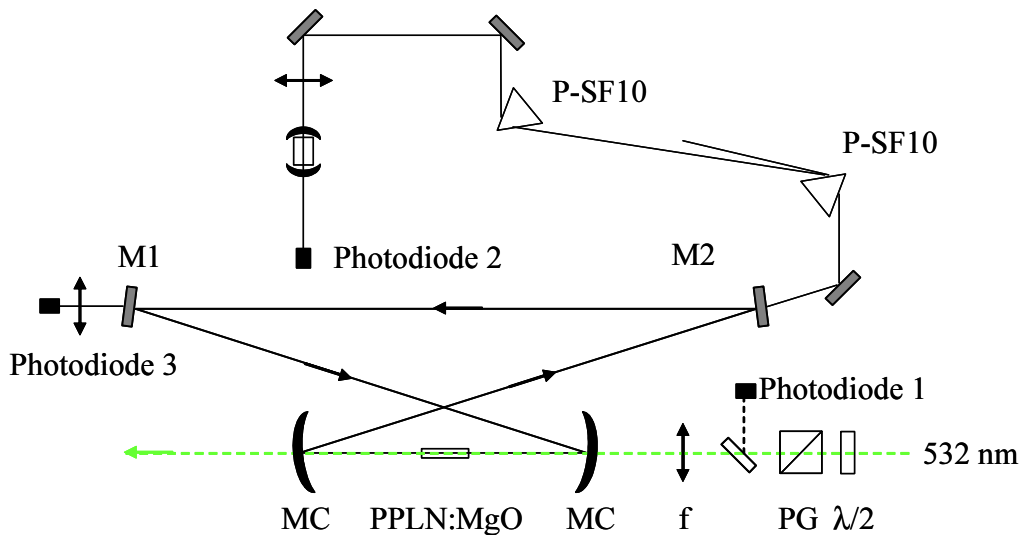 P-SF10
P-SF10
M1
Photodiode 2
M2
Photodiode 3
Photodiode 1
532 nm
MC
PPLN:MgO
MC
f
PG
λ/2